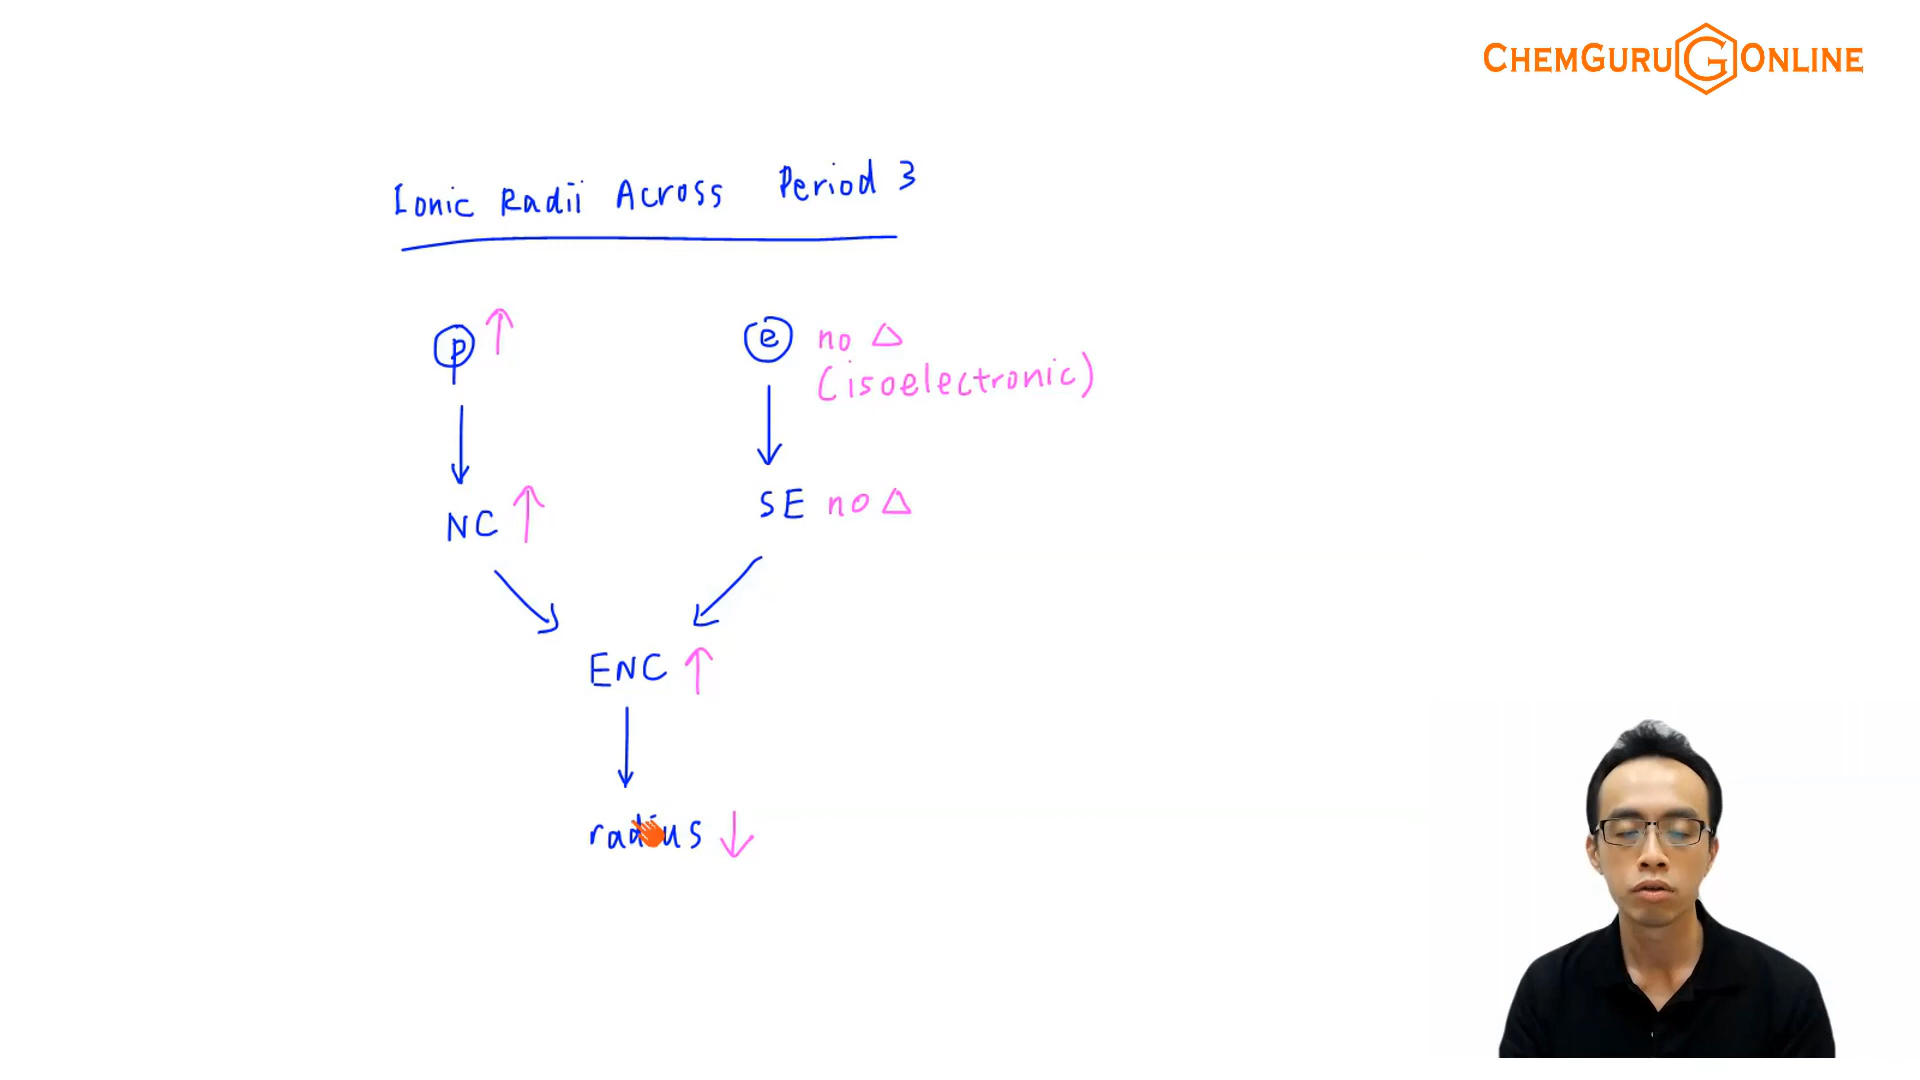 CHEMGURU G ONLINE
Ionic Radii Across Period 3
p ↑
e no △
(isoelectronic)
NC ↑
SE no △
ENC ↑
radius ↓